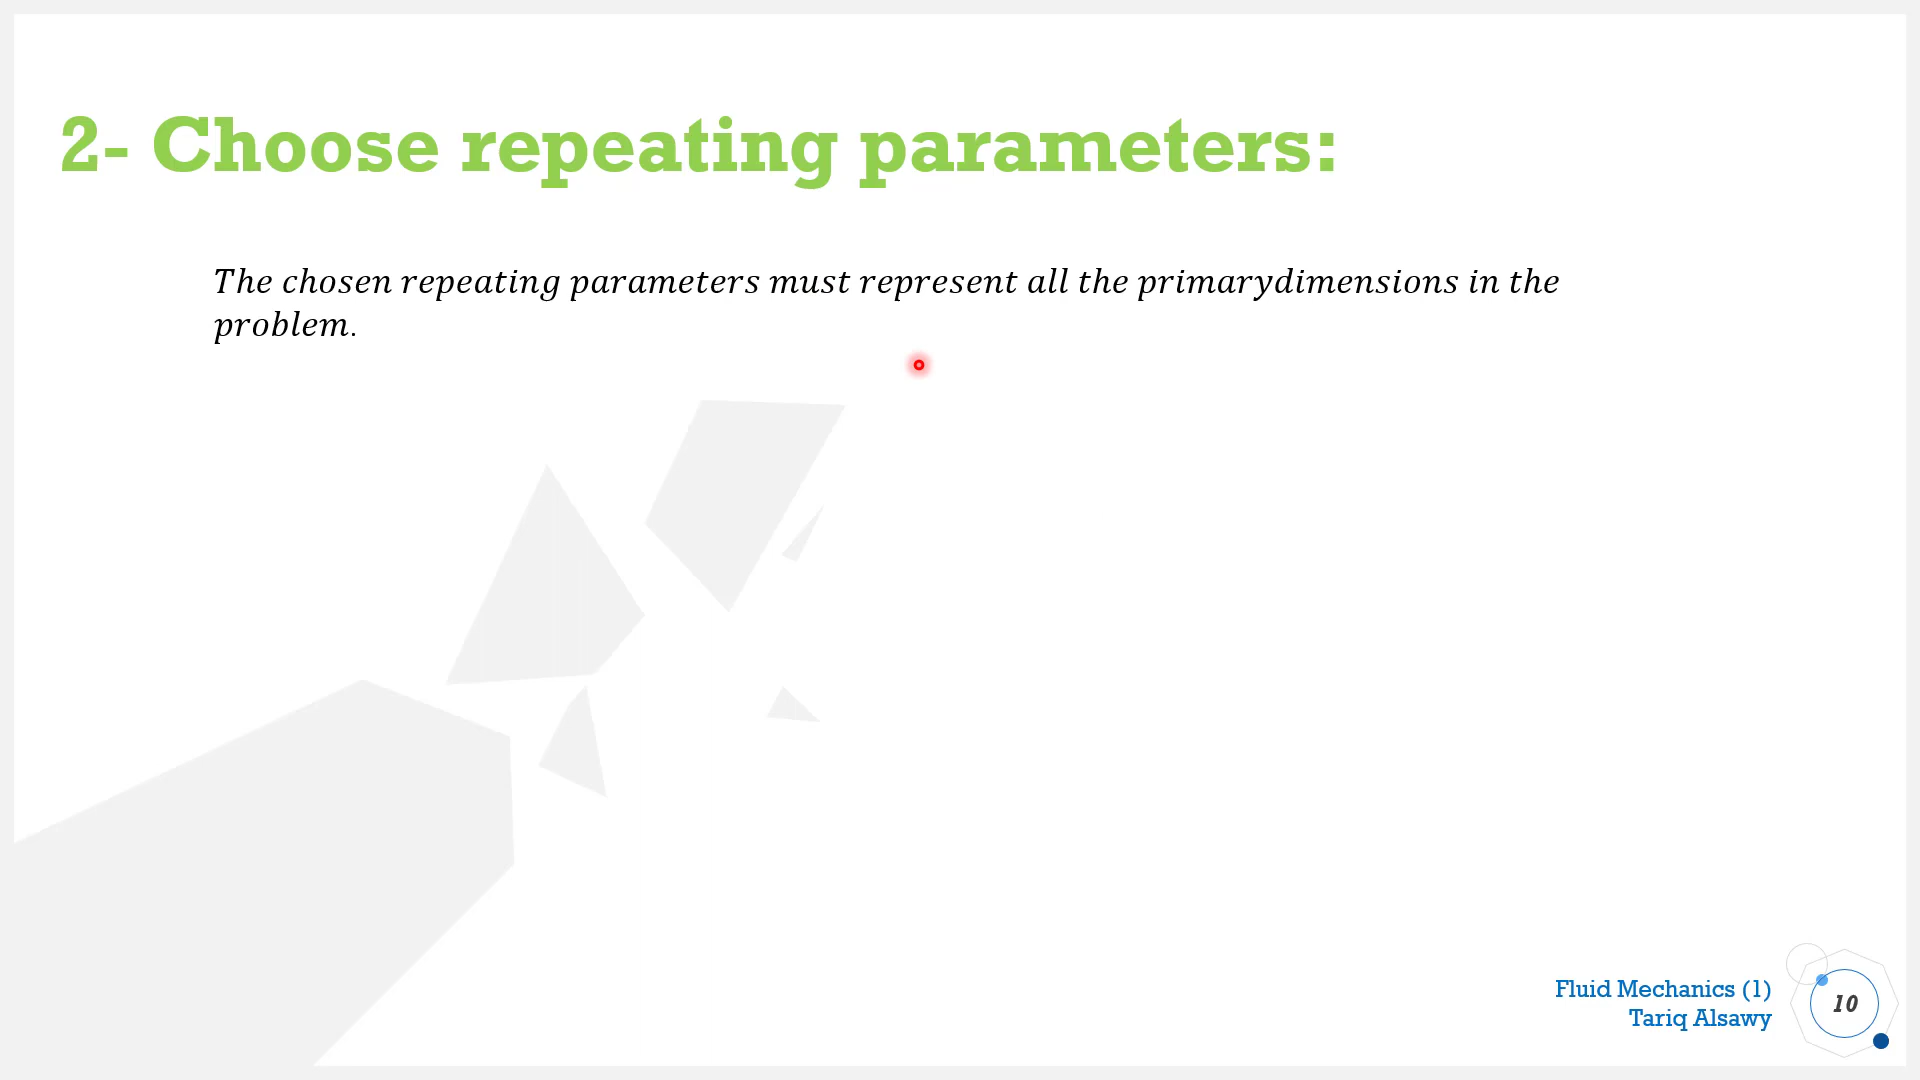 2- Choose repeating parameters:
The chosen repeating parameters must represent all the primarydimensions in the
problem.
Fluid Mechanics (1)
Tariq Alsawy
10